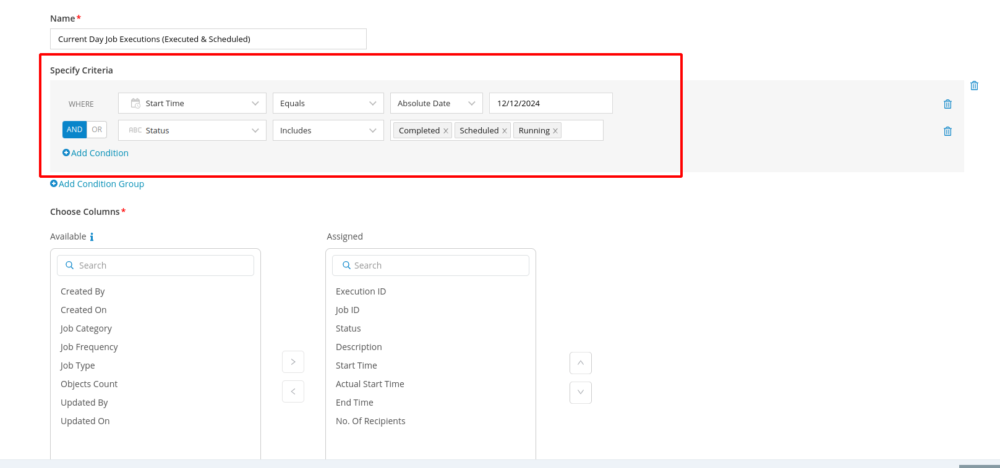 Name*
Current Day Job Executions (Executed & Scheduled)
Specify Criteria
WHERE Start Time Equals Absolute Date 12/12/2024
AND OR ABC Status Includes Completed X Scheduled X Running X
Add Condition
Add Condition Group
Choose Columns*
Available i
Search
Created By
Created On
Job Category
Job Frequency
Job Type
Objects Count
Updated By
Updated On
Assigned
Search
Execution ID
Job ID
Status
Description
Start Time
Actual Start Time
End Time
No. Of Recipients